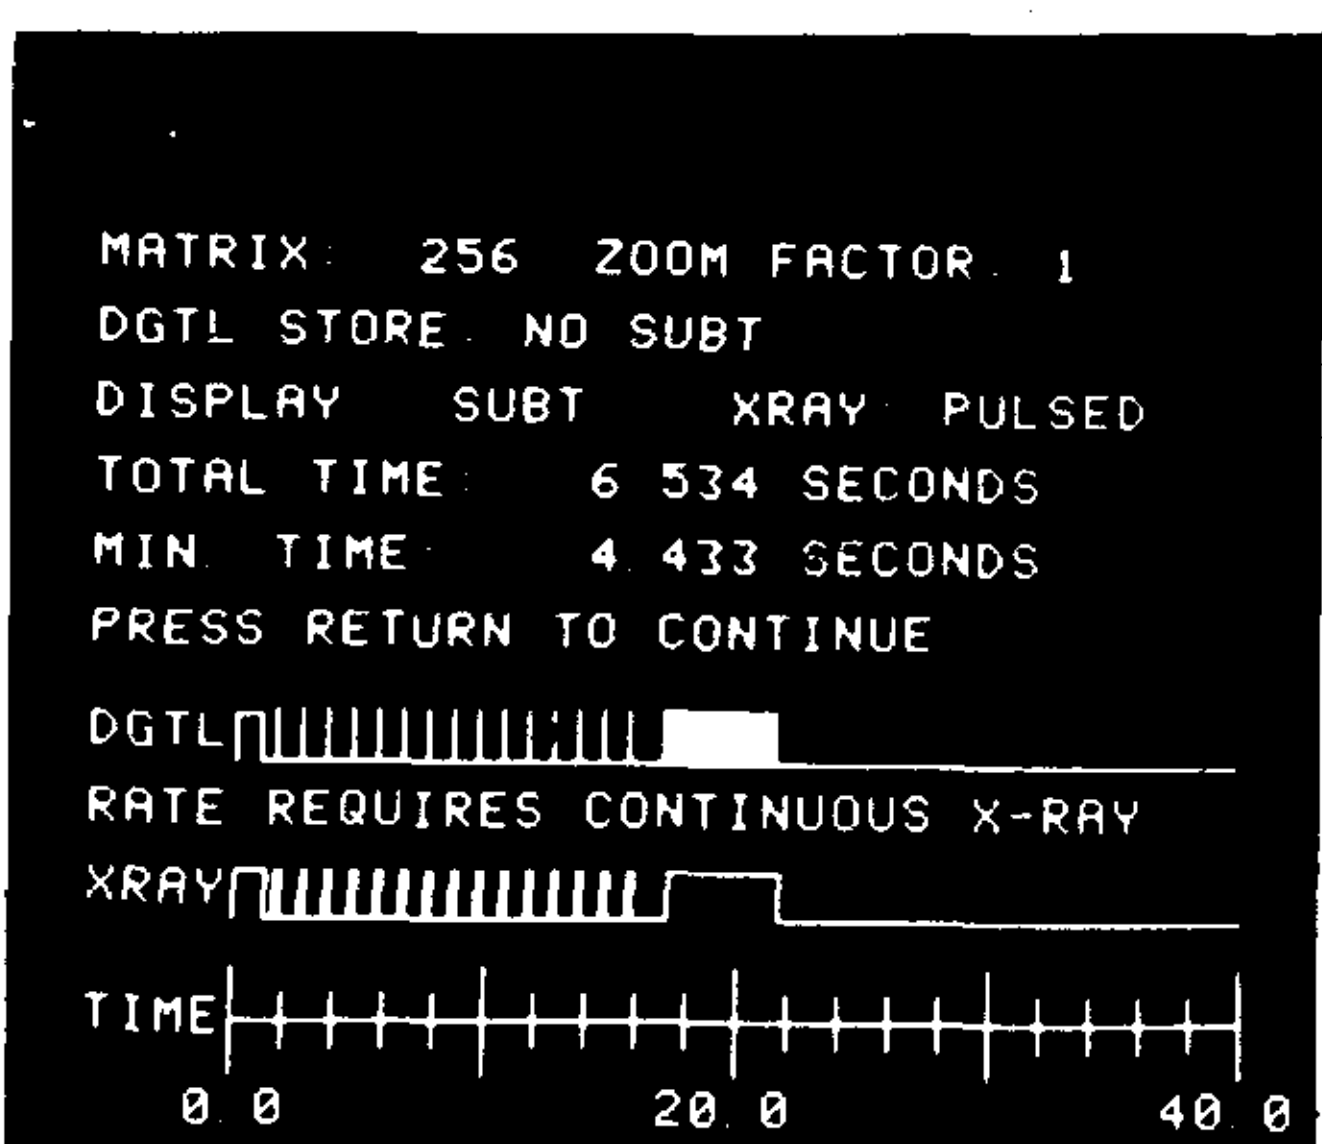 MATRIX: 256 ZOOM FACTOR. 1
DGTL STORE. NO SUBT
DISPLAY SUBT XRAY: PULSED
TOTAL TIME: 6 534 SECONDS
MIN. TIME: 4.433 SECONDS
PRESS RETURN TO CONTINUE
DGTL
RATE REQUIRES CONTINUOUS X-RAY
XRAY
TIME
0.0 20.0 40.0